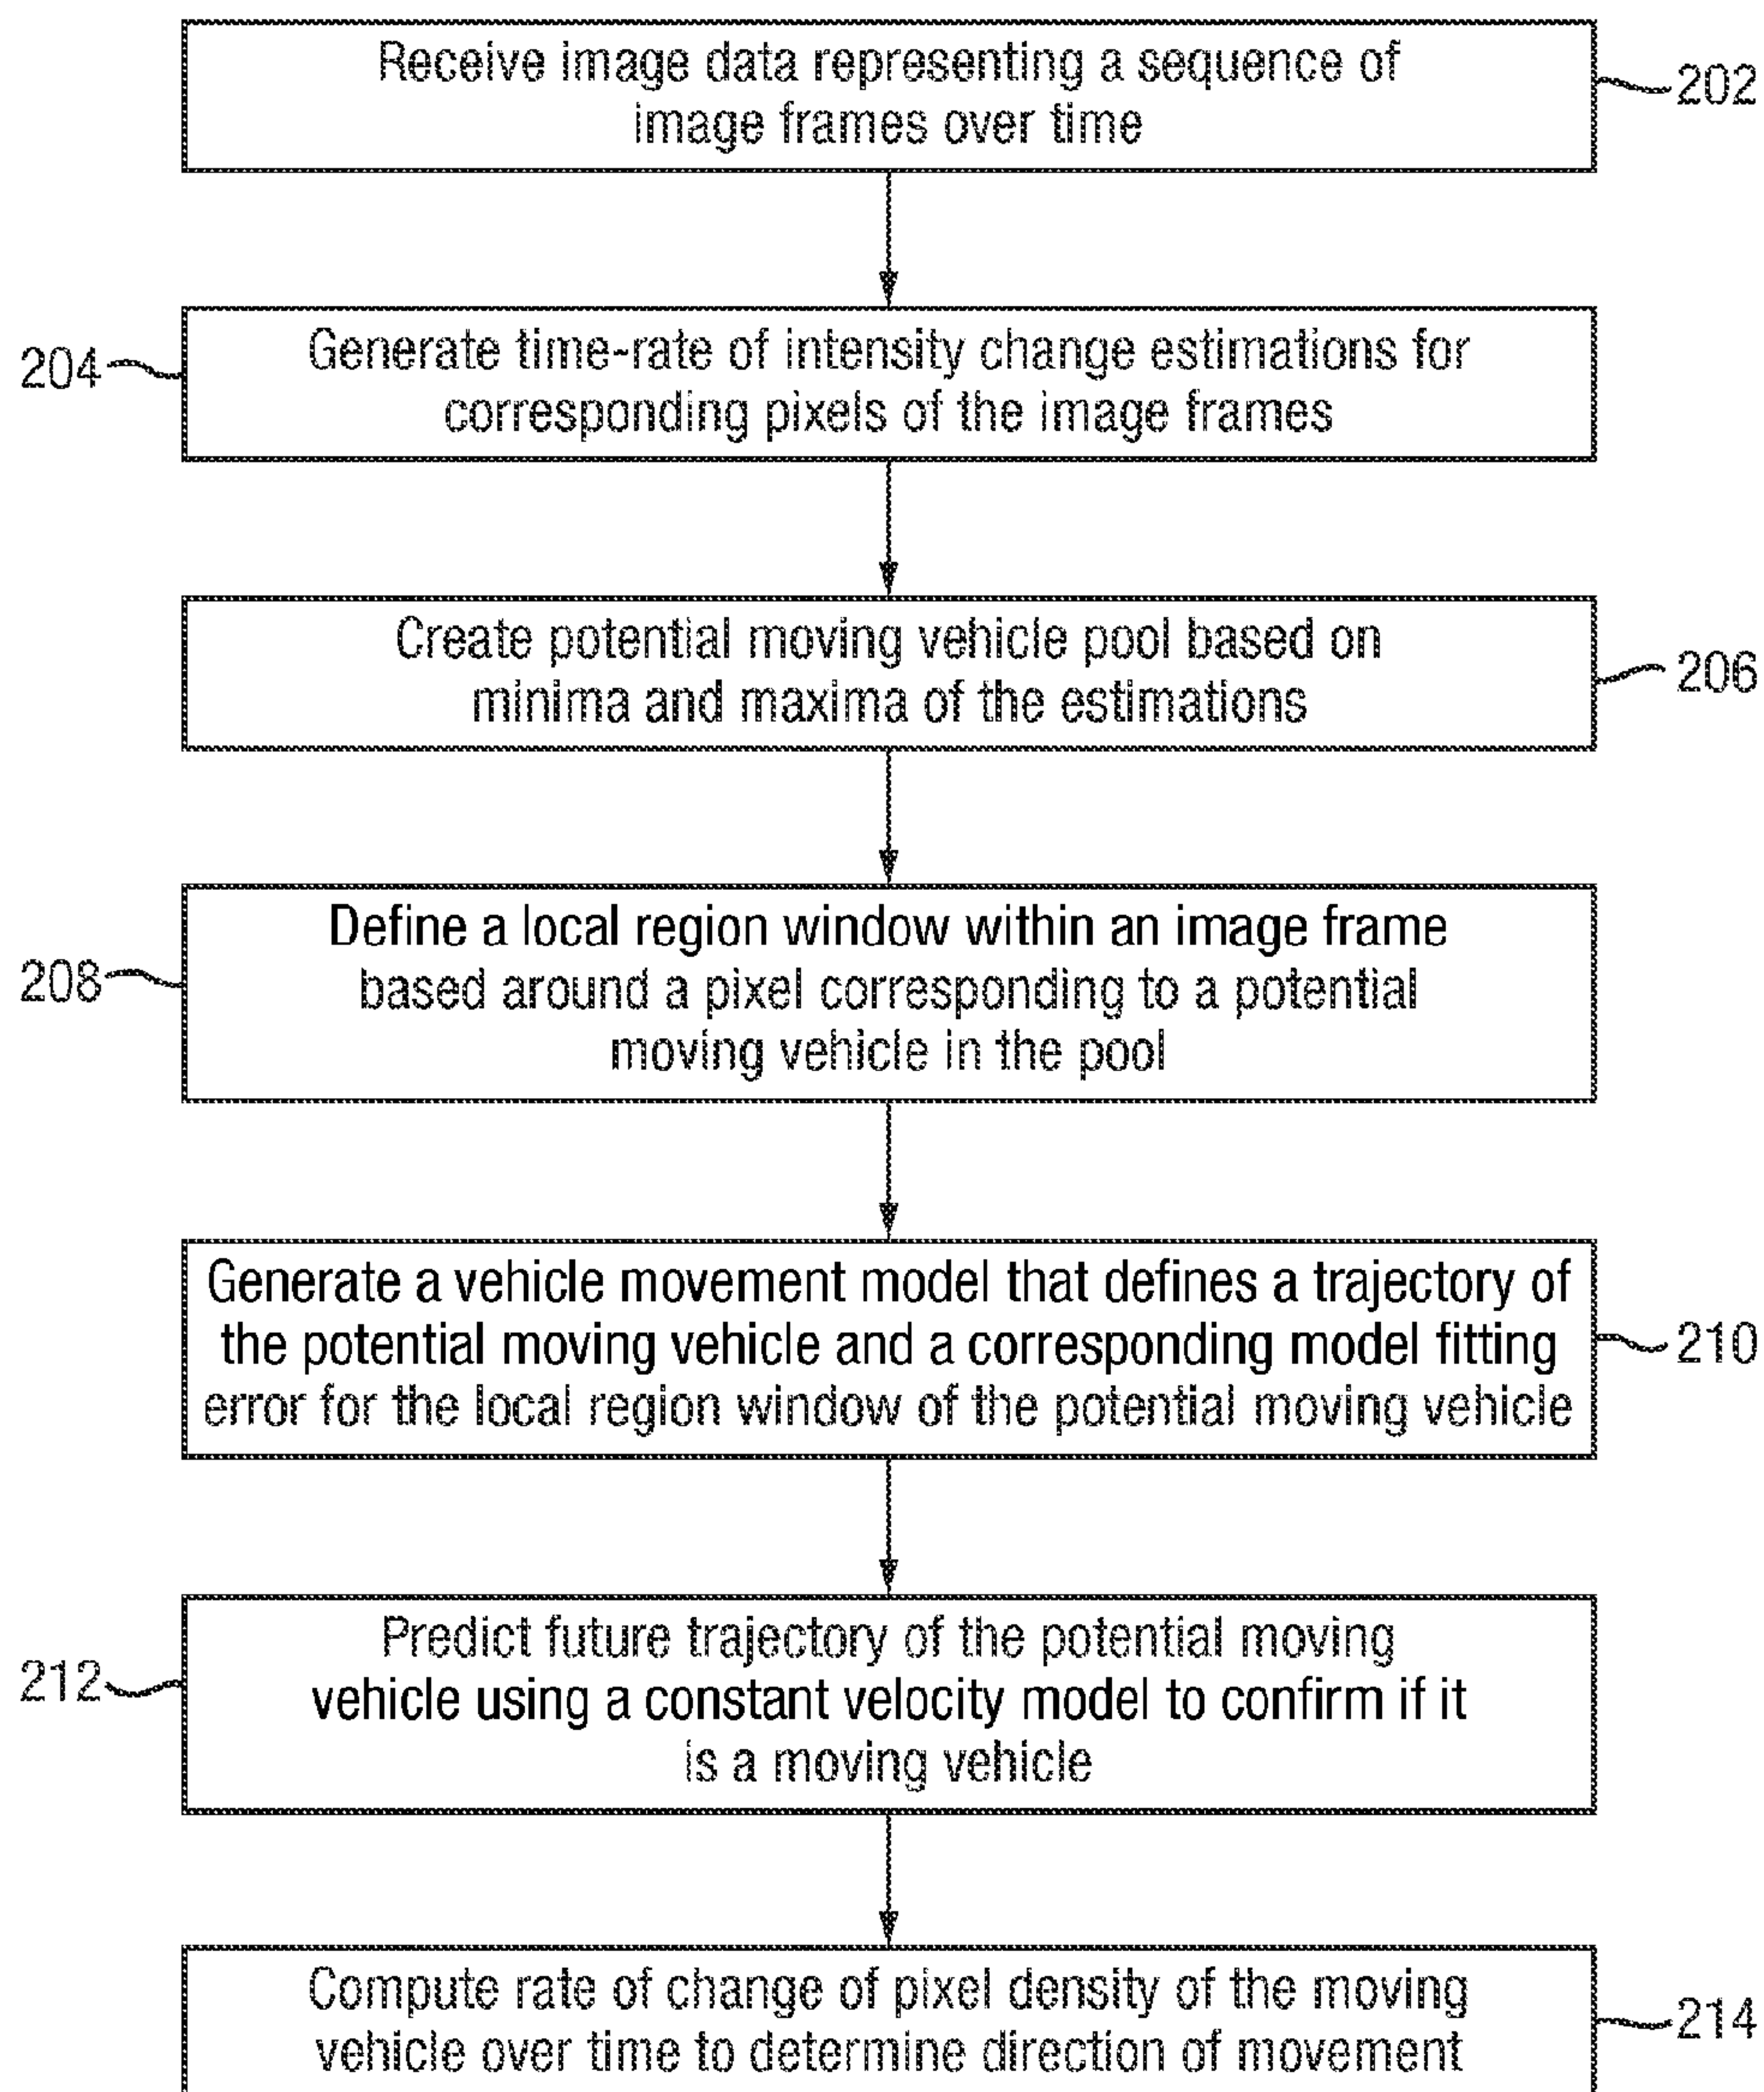 Receive image data representing a sequence of
image frames over time
202
Generate time-rate of intensity change estimations for
corresponding pixels of the image frames
204
Create potential moving vehicle pool based on
minima and maxima of the estimations
206
Define a local region window within an image frame
based around a pixel corresponding to a potential
moving vehicle in the pool
208
Generate a vehicle movement model that defines a trajectory of
the potential moving vehicle and a corresponding model fitting
error for the local region window of the potential moving vehicle
210
Predict future trajectory of the potential moving
vehicle using a constant velocity model to confirm if it
is a moving vehicle
212
Compute rate of change of pixel density of the moving
vehicle over time to determine direction of movement
214